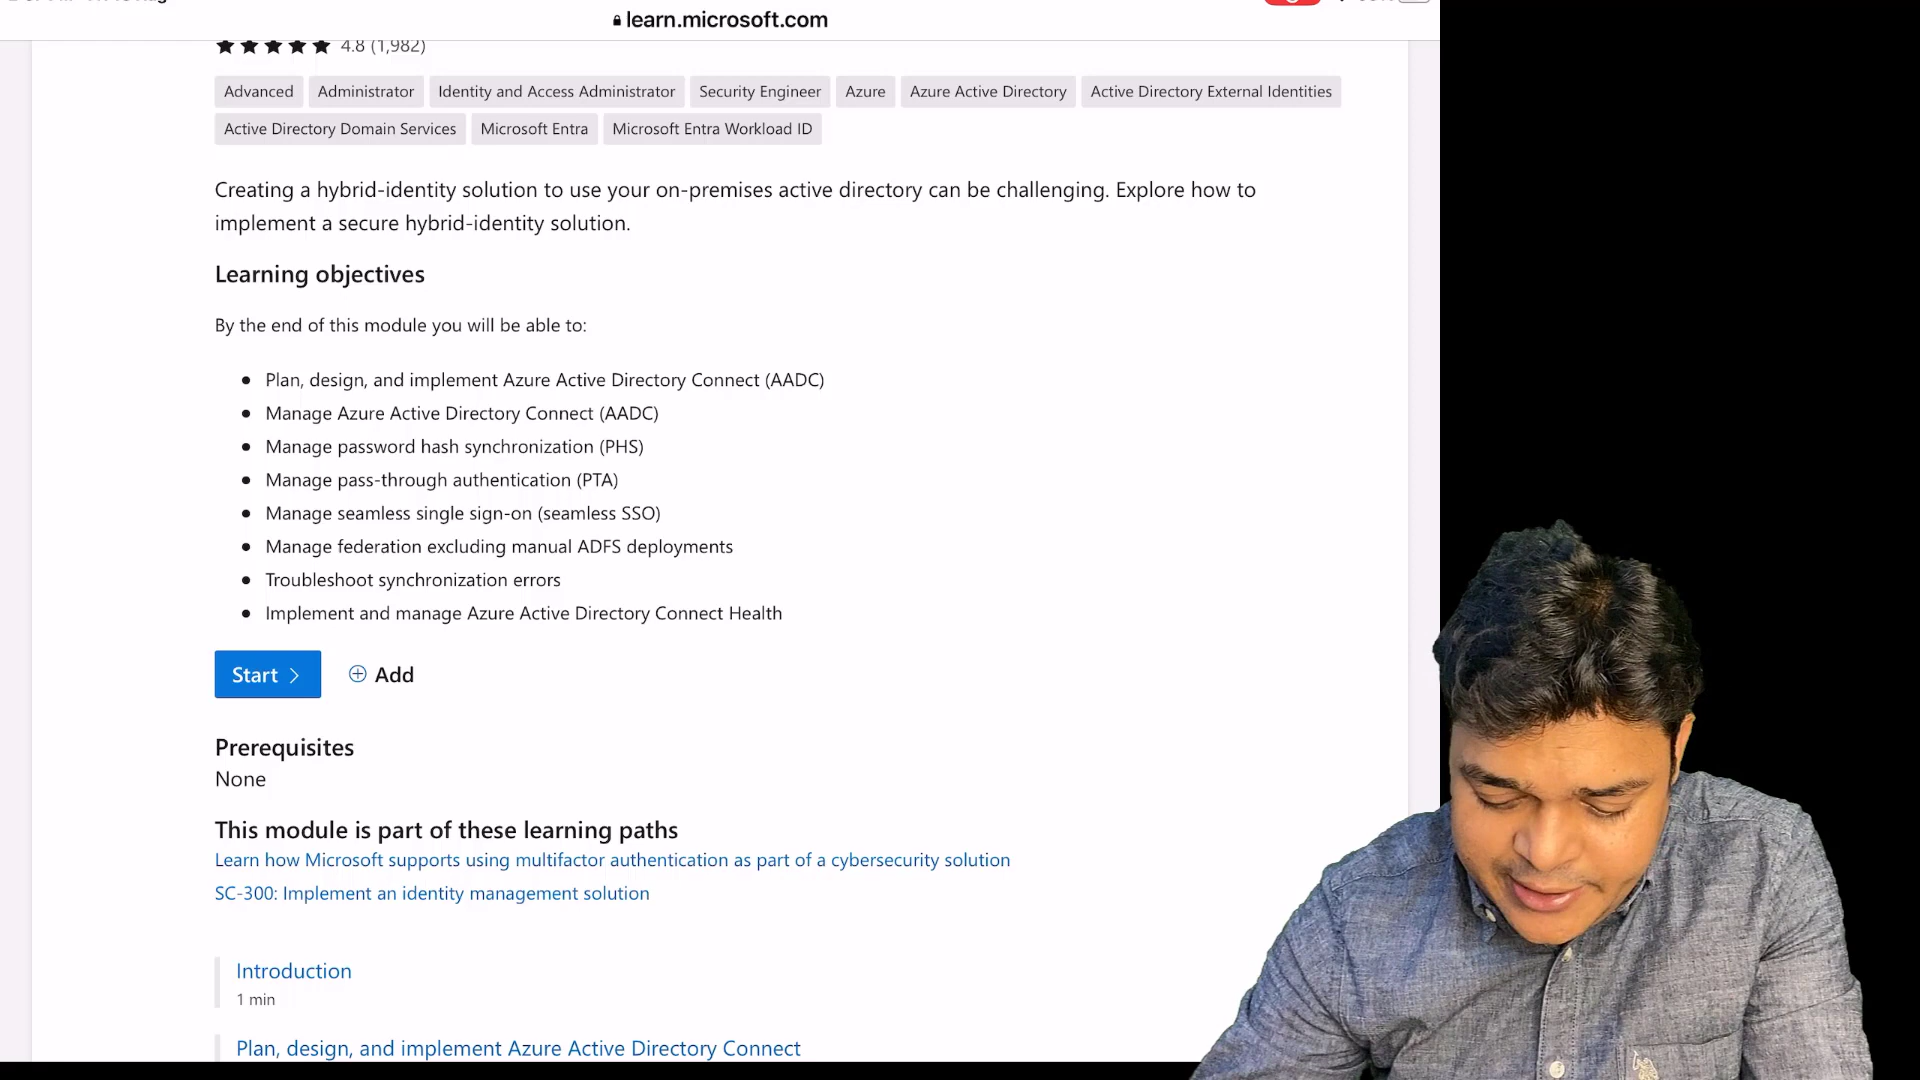 learn.microsoft.com
4.8 (1,982)
Advanced Administrator Identity and Access Administrator Security Engineer Azure Azure Active Directory Active Directory External Identities
Active Directory Domain Services Microsoft Entra Microsoft Entra Workload ID
Creating a hybrid-identity solution to use your on-premises active directory can be challenging. Explore how to
implement a secure hybrid-identity solution.
Learning objectives
By the end of this module you will be able to:
Plan, design, and implement Azure Active Directory Connect (AADC)
Manage Azure Active Directory Connect (AADC)
Manage password hash synchronization (PHS)
Manage pass-through authentication (PTA)
Manage seamless single sign-on (seamless SSO)
Manage federation excluding manual ADFS deployments
Troubleshoot synchronization errors
Implement and manage Azure Active Directory Connect Health
Start Add
Prerequisites
None
This module is part of these learning paths
Learn how Microsoft supports using multifactor authentication as part of a cybersecurity solution
SC-300: Implement an identity management solution
Introduction
1 min
Plan, design, and implement Azure Active Directory Connect